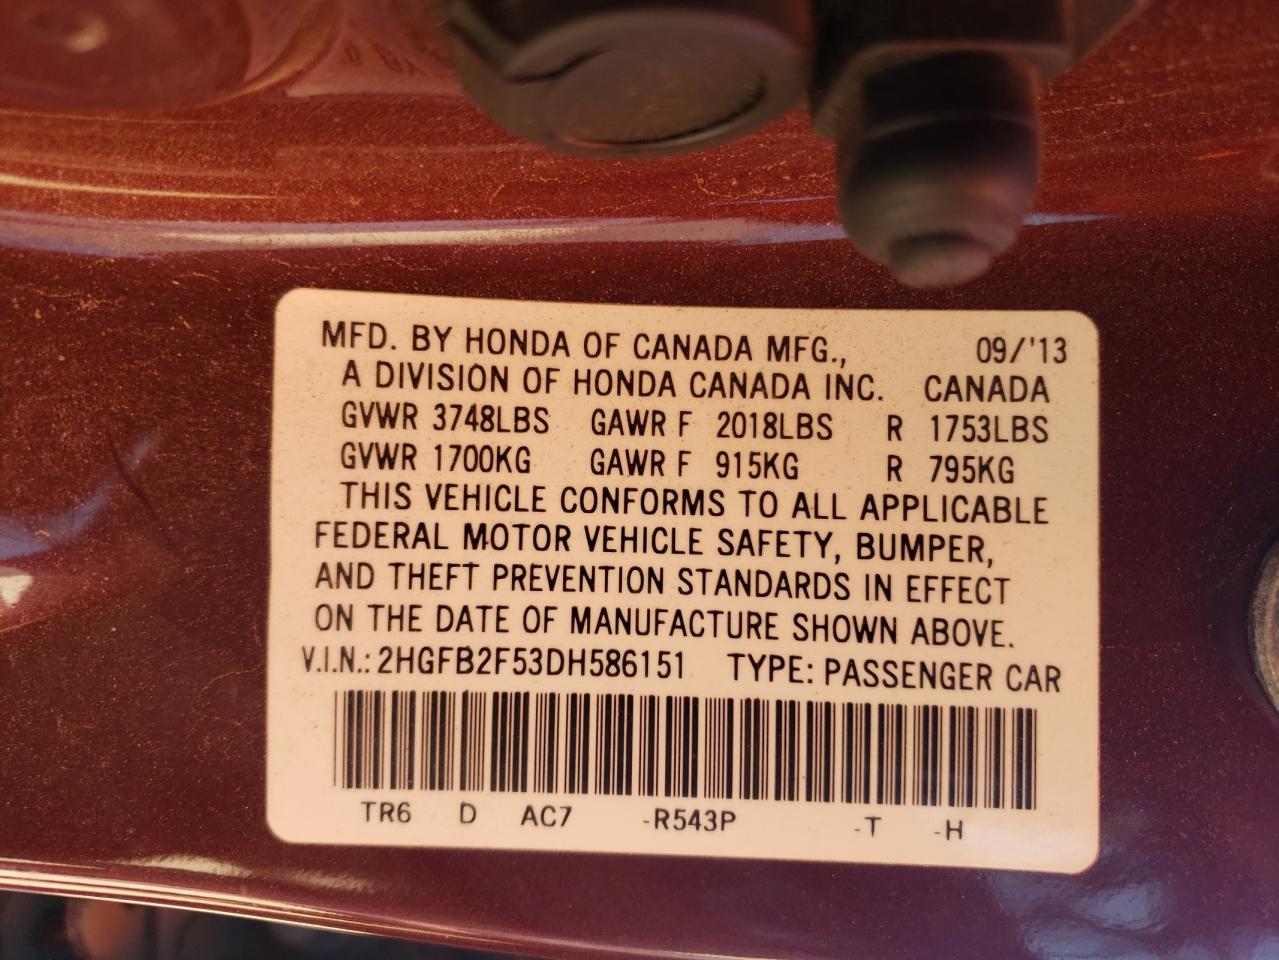 MFD. BY HONDA OF CANADA MFG., 09/'13
A DIVISION OF HONDA CANADA INC. CANADA
GVWR 3748LBS GAWR F 2018LBS R 1753LBS
GVWR 1700KG GAWR F 915KG R 795KG
THIS VEHICLE CONFORMS TO ALL APPLICABLE
FEDERAL MOTOR VEHICLE SAFETY, BUMPER,
AND THEFT PREVENTION STANDARDS IN EFFECT
ON THE DATE OF MANUFACTURE SHOWN ABOVE.
V.I.N.: 2HGFB2F53DH586151 TYPE: PASSENGER CAR
TR6 D AC7 -R543P -T -H